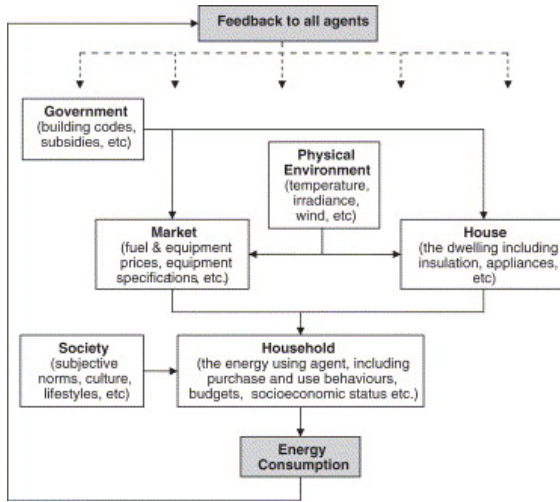 Feedback to all agents
Government
(building codes,
subsidies, etc)
Physical
Environment
(temperature,
irradiance,
wind, etc)
Market
(fuel & equipment
prices, equipment
specifications, etc.)
House
(the dwelling including
insulation, appliances,
etc)
Society
(subjective
norms, culture,
lifestyles, etc)
Household
(the energy using agent, including
purchase and use behaviours,
budgets, socioeconomic status etc.)
Energy
Consumption